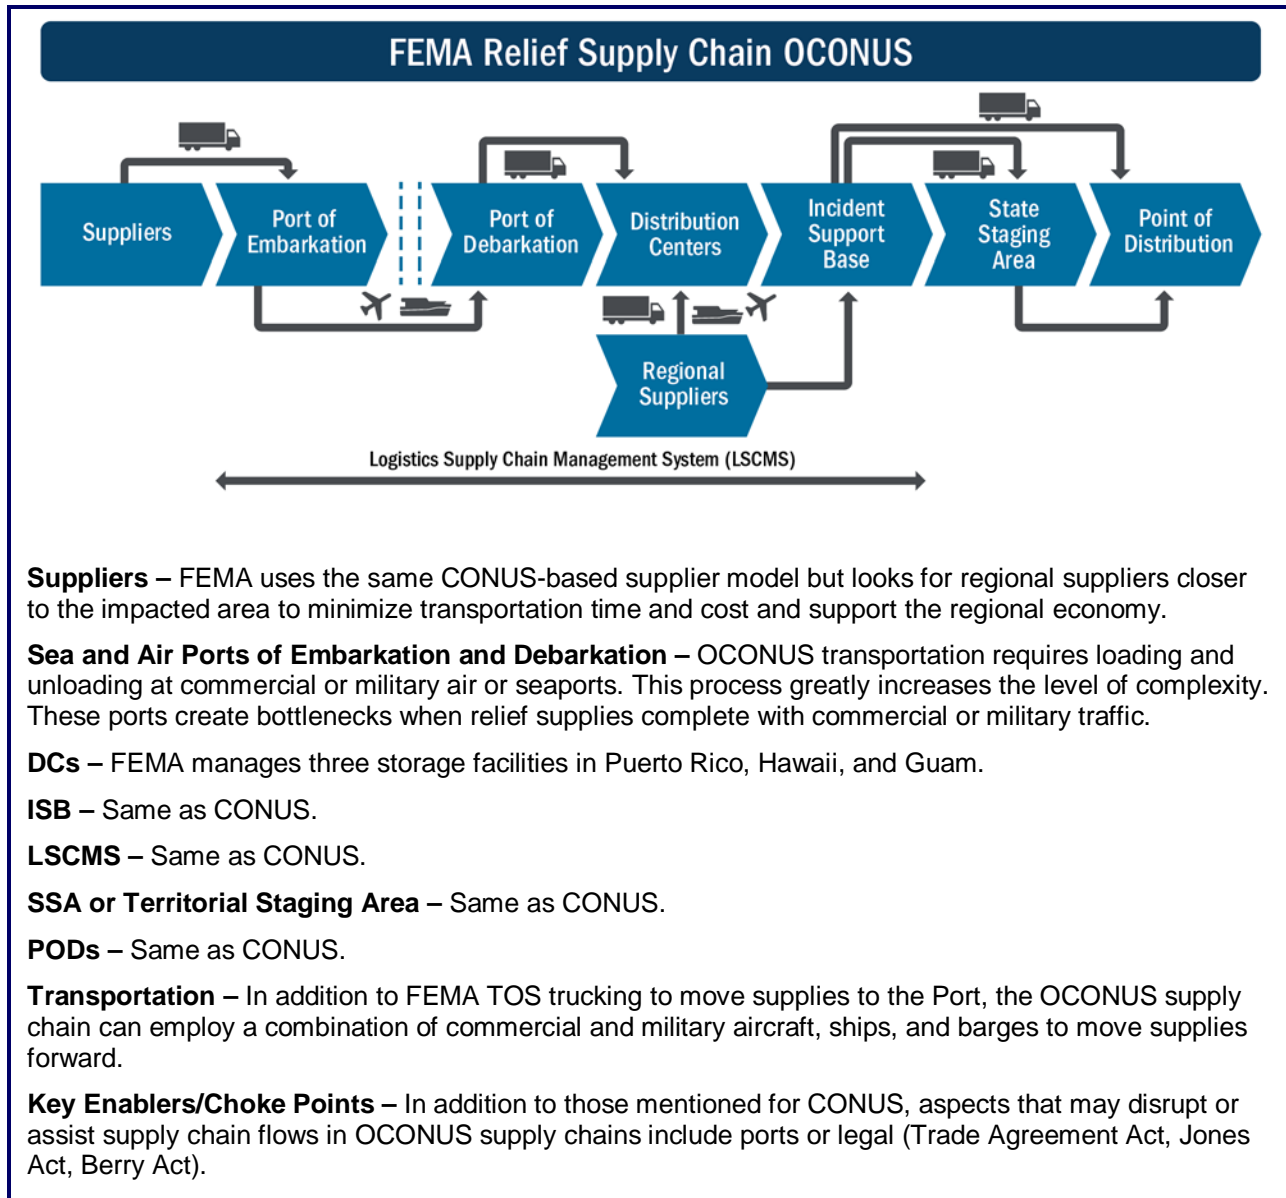 FEMA Relief Supply Chain OCONUS
Suppliers
Port of
Embarkation
Port of
Debarkation
Distribution
Centers
Incident
Support
Base
State
Staging
Area
Point of
Distribution
Regional
Suppliers
Logistics Supply Chain Management System (LSCMS)
Suppliers – FEMA uses the same CONUS-based supplier model but looks for regional suppliers closer
to the impacted area to minimize transportation time and cost and support the regional economy.
Sea and Air Ports of Embarkation and Debarkation – OCONUS transportation requires loading and
unloading at commercial or military air or seaports. This process greatly increases the level of complexity.
These ports create bottlenecks when relief supplies complete with commercial or military traffic.
DCs – FEMA manages three storage facilities in Puerto Rico, Hawaii, and Guam.
ISB – Same as CONUS.
LSCMS – Same as CONUS.
SSA or Territorial Staging Area – Same as CONUS.
PODs – Same as CONUS.
Transportation – In addition to FEMA TOS trucking to move supplies to the Port, the OCONUS supply
chain can employ a combination of commercial and military aircraft, ships, and barges to move supplies
forward.
Key Enablers/Choke Points – In addition to those mentioned for CONUS, aspects that may disrupt or
assist supply chain flows in OCONUS supply chains include ports or legal (Trade Agreement Act, Jones
Act, Berry Act).